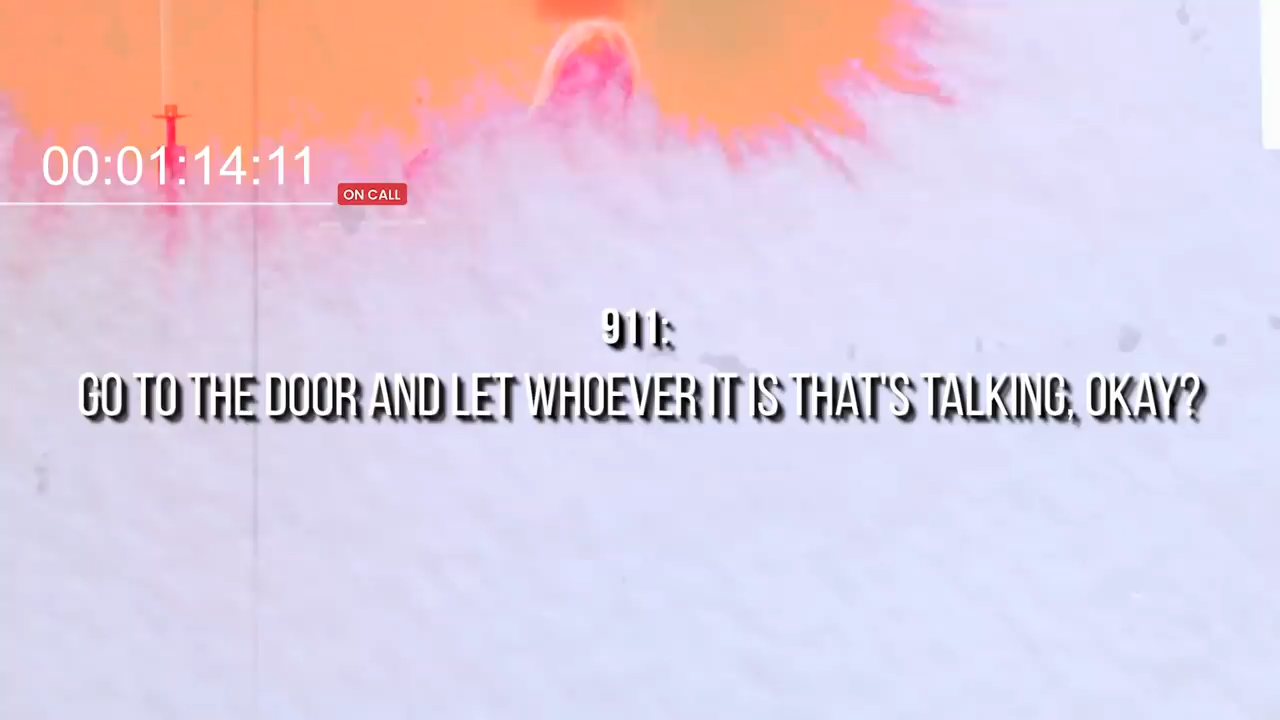 00:01:14:11
ON CALL
911:
GO TO THE DOOR AND LET WHOEVER IT IS THAT'S TALKING, OKAY?